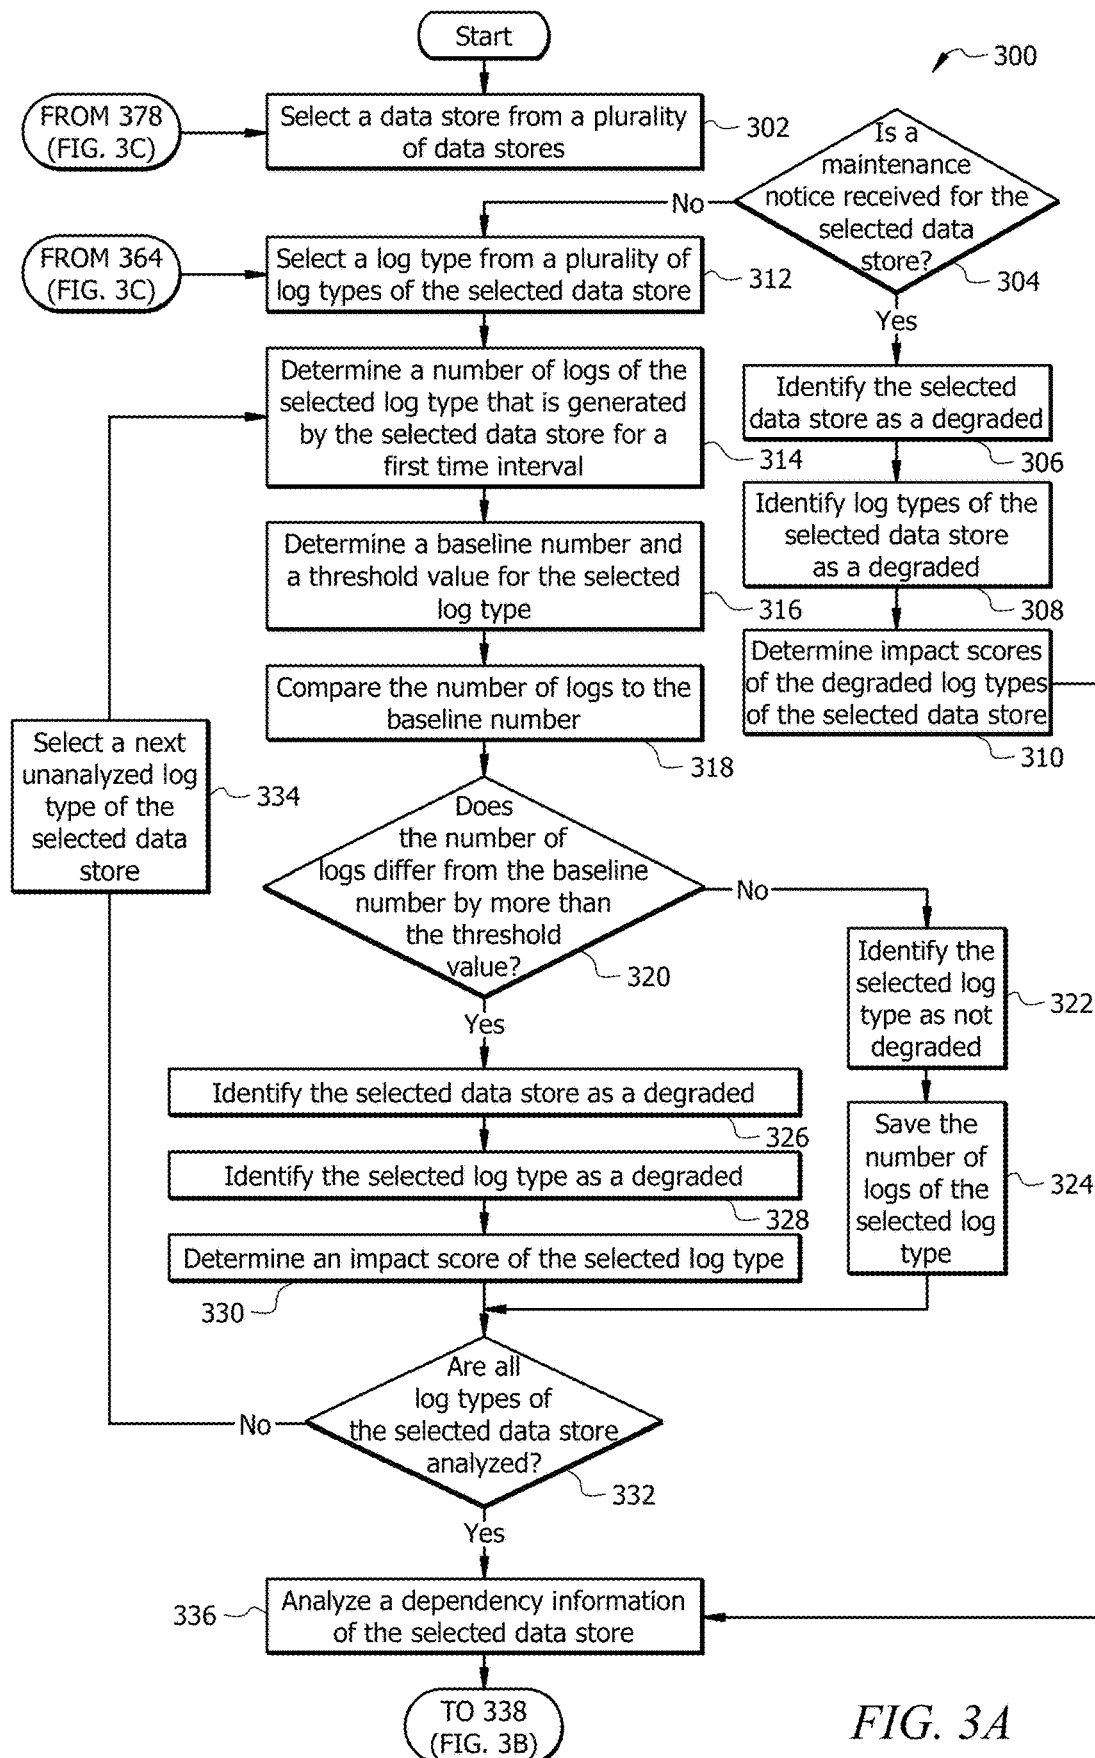 Start
300
FROM 378
(FIG. 3C)
Select a data store from a plurality
of data stores
302
Is a
maintenance
notice received for the
selected data
store?
304
No
Yes
FROM 364
(FIG. 3C)
Select a log type from a plurality of
log types of the selected data store
312
Identify the selected
data store as a degraded
306
Identify log types of the
selected data store
as a degraded
308
Determine impact scores
of the degraded log types
of the selected data store
310
Determine a number of logs of the
selected log type that is generated
by the selected data store for a
first time interval
314
Determine a baseline number and
a threshold value for the selected
log type
316
Compare the number of logs to the
baseline number
318
Select a next
unanalyzed log
type of the
selected data
store
334
Does
the number of
logs differ from the baseline
number by more than
the threshold
value?
320
No
Yes
Identify the
selected log
type as not
degraded
322
Save the
number of
logs of the
selected log
type
324
Identify the selected data store as a degraded
326
Identify the selected log type as a degraded
328
Determine an impact score of the selected log type
330
Are all
log types of
the selected data store
analyzed?
332
No
Yes
Analyze a dependency information
of the selected data store
336
TO 338
(FIG. 3B)
FIG. 3A